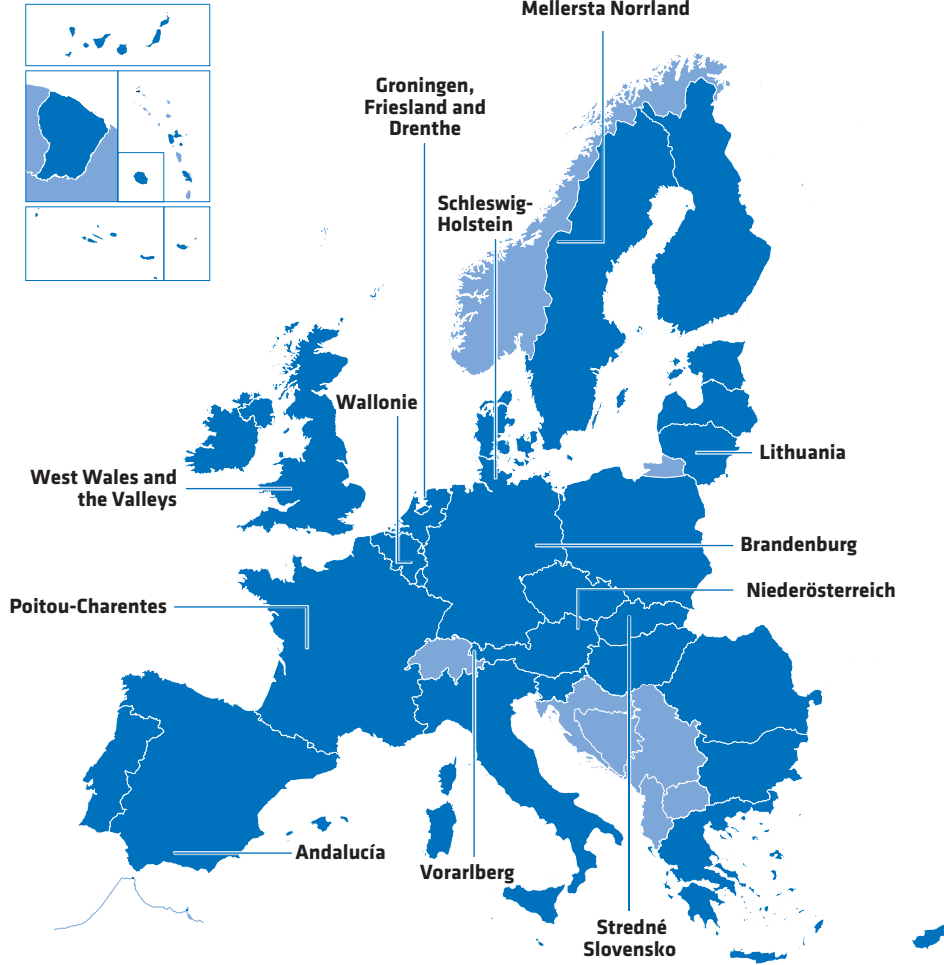 Mellersta Norrland
Groningen,
Friesland and
Drenthe
Schleswig-
Holstein
Wallonie
West Wales and
the Valleys
Lithuania
Brandenburg
Niederösterreich
Poitou-Charentes
Andalucía
Vorarlberg
Stredné
Slovensko